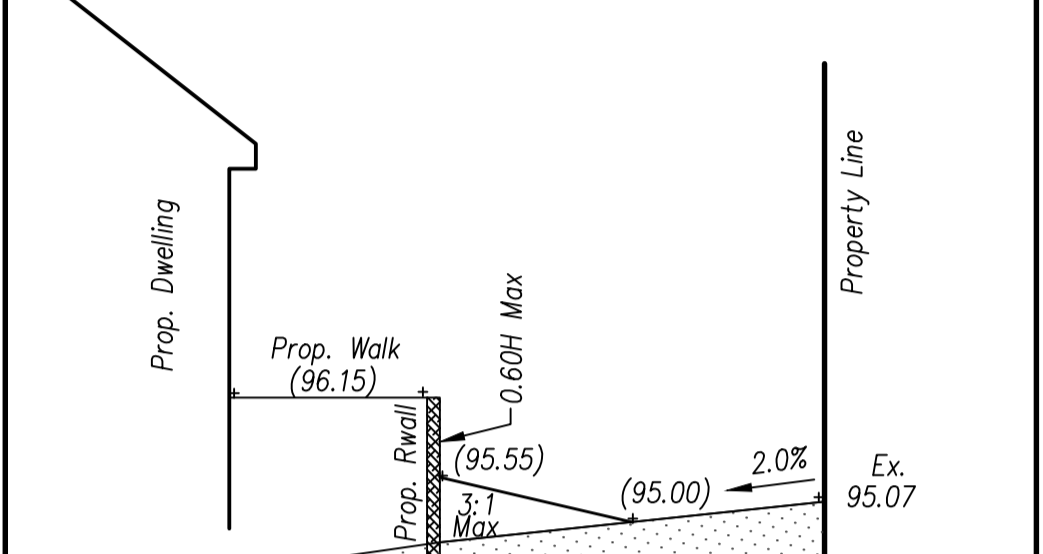 Prop. Dwelling
Prop. Walk
(96.15)
Prop. Rwall
0.60H Max
(95.55)
3:1
Max
(95.00)
2.0%
Property Line
Ex.
95.07